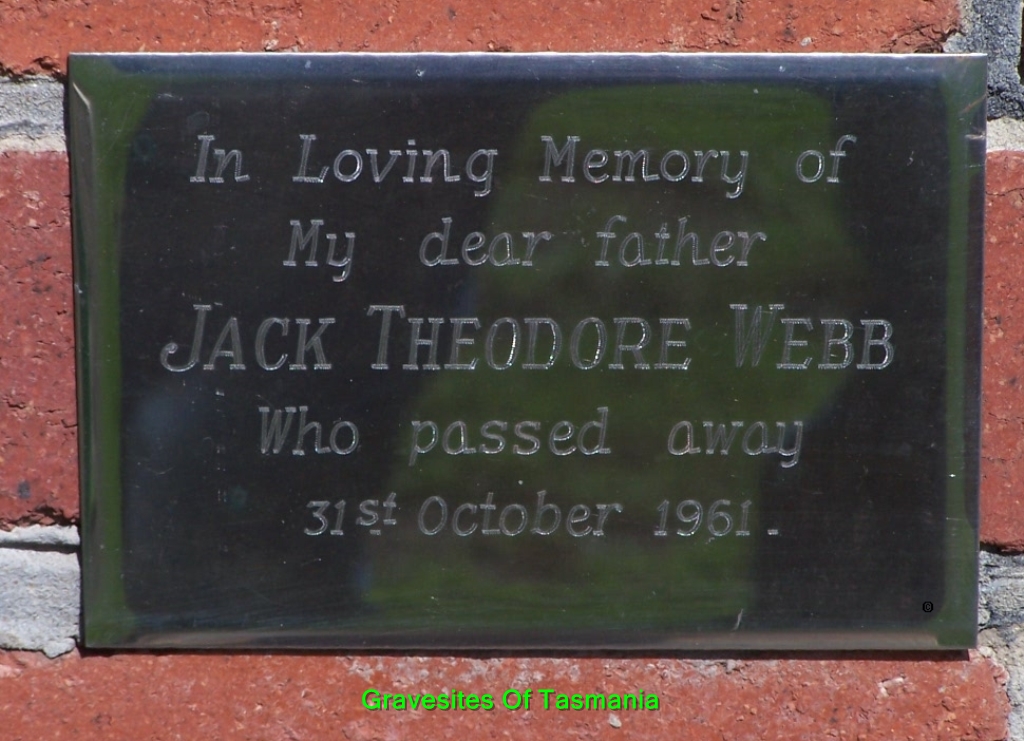 In Loving Memory of
My dear father
JACK THEODORE WEBB
Who passed away
31st October 1961.
Gravesites Of Tasmania